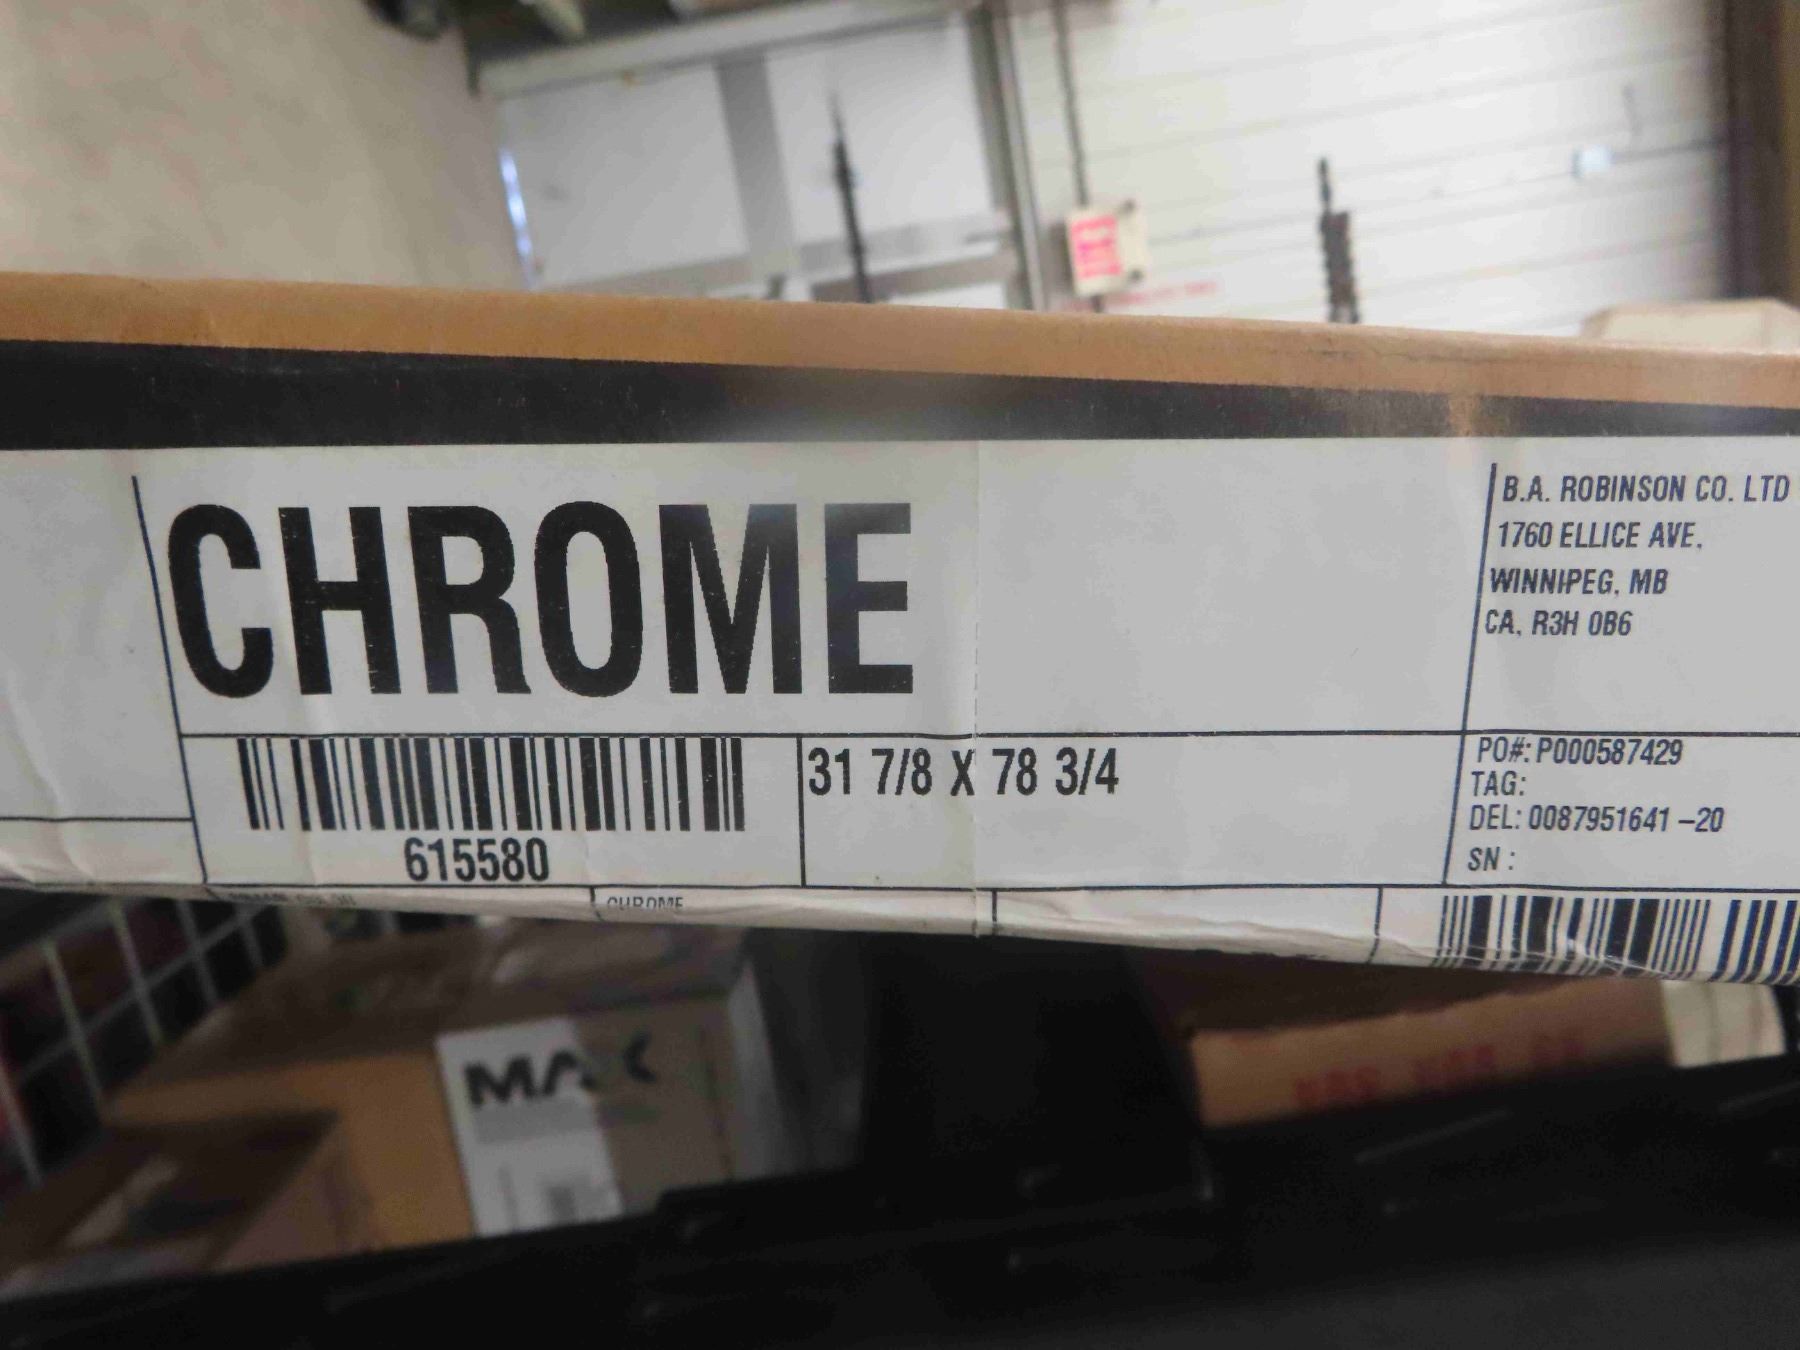 CHROME
B.A. ROBINSON CO. LTD
1760 ELLICE AVE,
WINNIPEG, MB
CA, R3H 0B6
615580
31 7/8 X 78 3/4
PO#: P000587429
TAG:
DEL: 0087951641 –20
SN :
CHROME
MAX